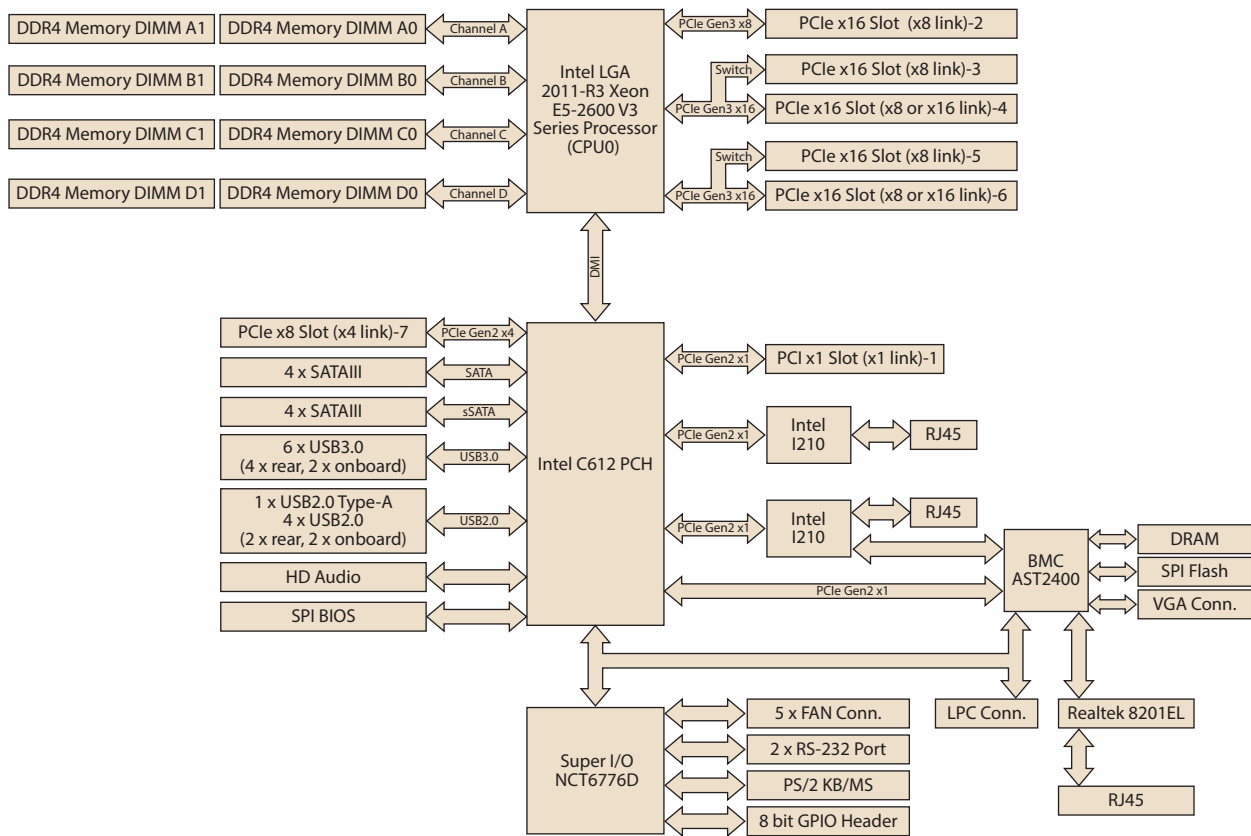 DDR4 Memory DIMM A1
DDR4 Memory DIMM A0
Channel A
DDR4 Memory DIMM B1
DDR4 Memory DIMM B0
Channel B
DDR4 Memory DIMM C1
DDR4 Memory DIMM C0
Channel C
DDR4 Memory DIMM D1
DDR4 Memory DIMM D0
Channel D
Intel LGA
2011-R3 Xeon
E5-2600 V3
Series Processor
(CPU0)
PCIe Gen3 x8
PCIe x16 Slot (x8 link)-2
Switch
PCIe x16 Slot (x8 link)-3
PCIe Gen3 x16
PCIe x16 Slot (x8 or x16 link)-4
Switch
PCIe x16 Slot (x8 link)-5
PCIe Gen3 x16
PCIe x16 Slot (x8 or x16 link)-6
DMI
PCIe x8 Slot (x4 link)-7
PCIe Gen2 x4
4 x SATAIII
SATA
4 x SATAIII
sSATA
6 x USB3.0
(4 x rear, 2 x onboard)
USB3.0
1 x USB2.0 Type-A
4 x USB2.0
(2 x rear, 2 x onboard)
USB2.0
HD Audio
SPI BIOS
Intel C612 PCH
PCIe Gen2 x1
PCI x1 Slot (x1 link)-1
PCIe Gen2 x1
Intel
I210
RJ45
PCIe Gen2 x1
Intel
I210
RJ45
PCIe Gen2 x1
BMC
AST2400
DRAM
SPI Flash
VGA Conn.
LPC Conn.
Realtek 8201EL
RJ45
Super I/O
NCT6776D
5 x FAN Conn.
2 x RS-232 Port
PS/2 KB/MS
8 bit GPIO Header